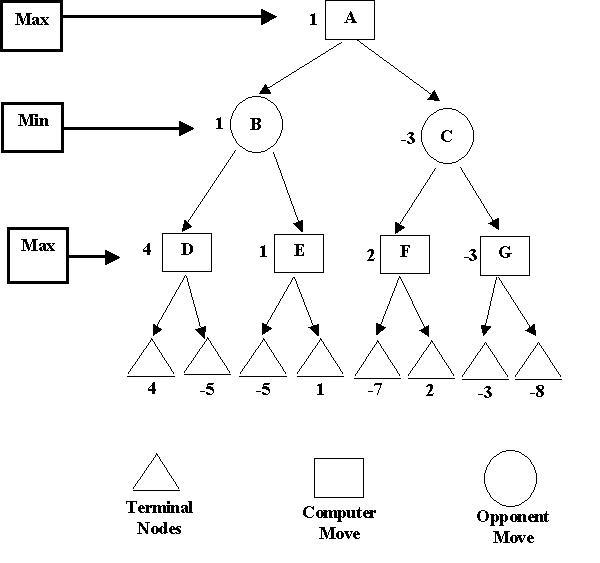 Max
1 A
Min
1 B
-3 C
Max
4 D
1 E
2 F
-3 G
4 -5 -5 1 -7 2 -3 -8
Terminal
Nodes
Computer
Move
Opponent
Move